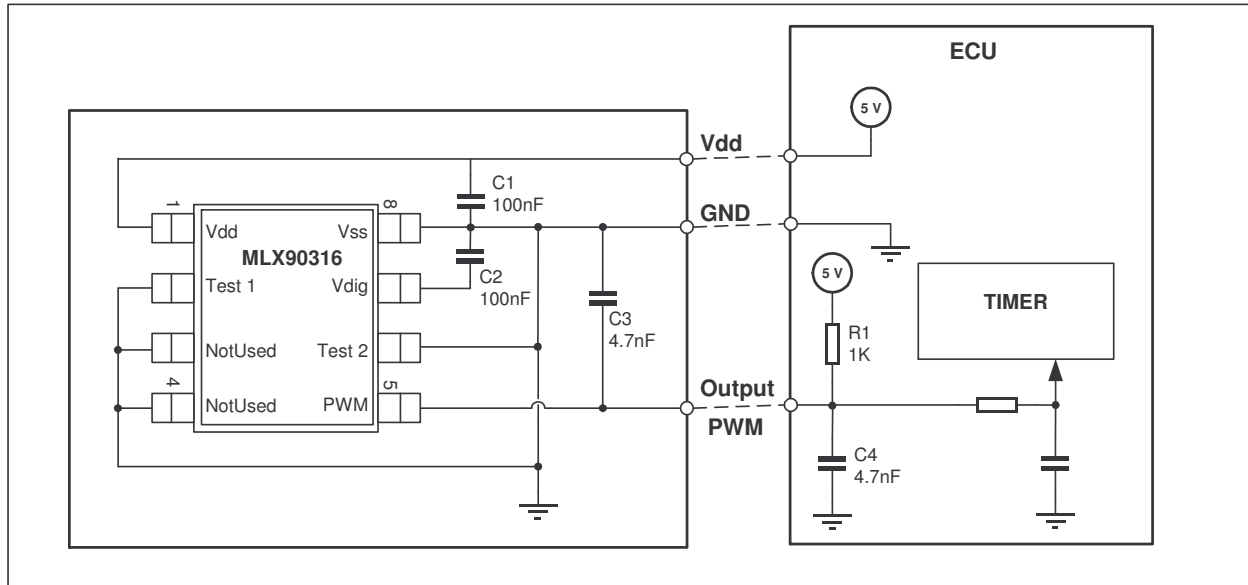 ECU
5 V
Vdd
C1
100nF
1
8
GND
Vdd
Vss
MLX90316
C2
100nF
5 V
Test 1
Vdig
TIMER
C3
4.7nF
R1
1K
NotUsed
Test 2
4
5
Output
NotUsed
PWM
PWM
C4
4.7nF